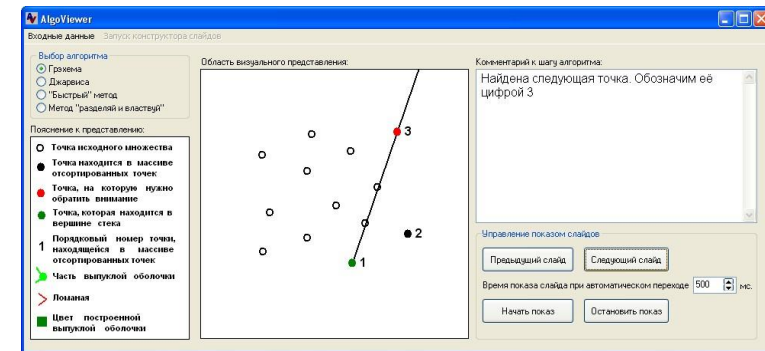 AlgoViewer
Входные данные Запуск конструктора слайдов
Выбор алгоритма
Грэхема
Джарвиса
"Быстрый" метод
Метод "разделяй и властвуй"
Пояснение к представлению:
Точка исходного множества
Точка находится в массиве
отсортированных точек
Точка, на которую нужно
обратить внимание
Точка, которая находится в
вершине стека
1 Порядковый номер точки,
находящейся в массиве
отсортированных точек
Часть выпуклой оболочки
Ломаная
Цвет построенной
выпуклой оболочки
Область визуального представления:
3
2
1
Комментарий к шагу алгоритма:
Найдена следующая точка. Обозначим её
цифрой 3
Управление показом слайдов
Предыдущий слайд Следующий слайд
Время показа слайда при автоматическом переходе 500 мс.
Начать показ Остановить показ